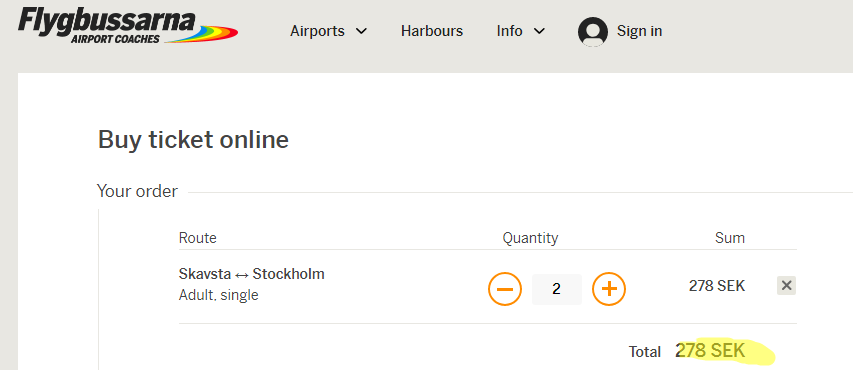 Flygbussarna
AIRPORT COACHES
Airports Harbours Info Sign in
Buy ticket online
Your order
Route Quantity Sum
Skavsta ↔ Stockholm
Adult, single
2
278 SEK
Total 278 SEK